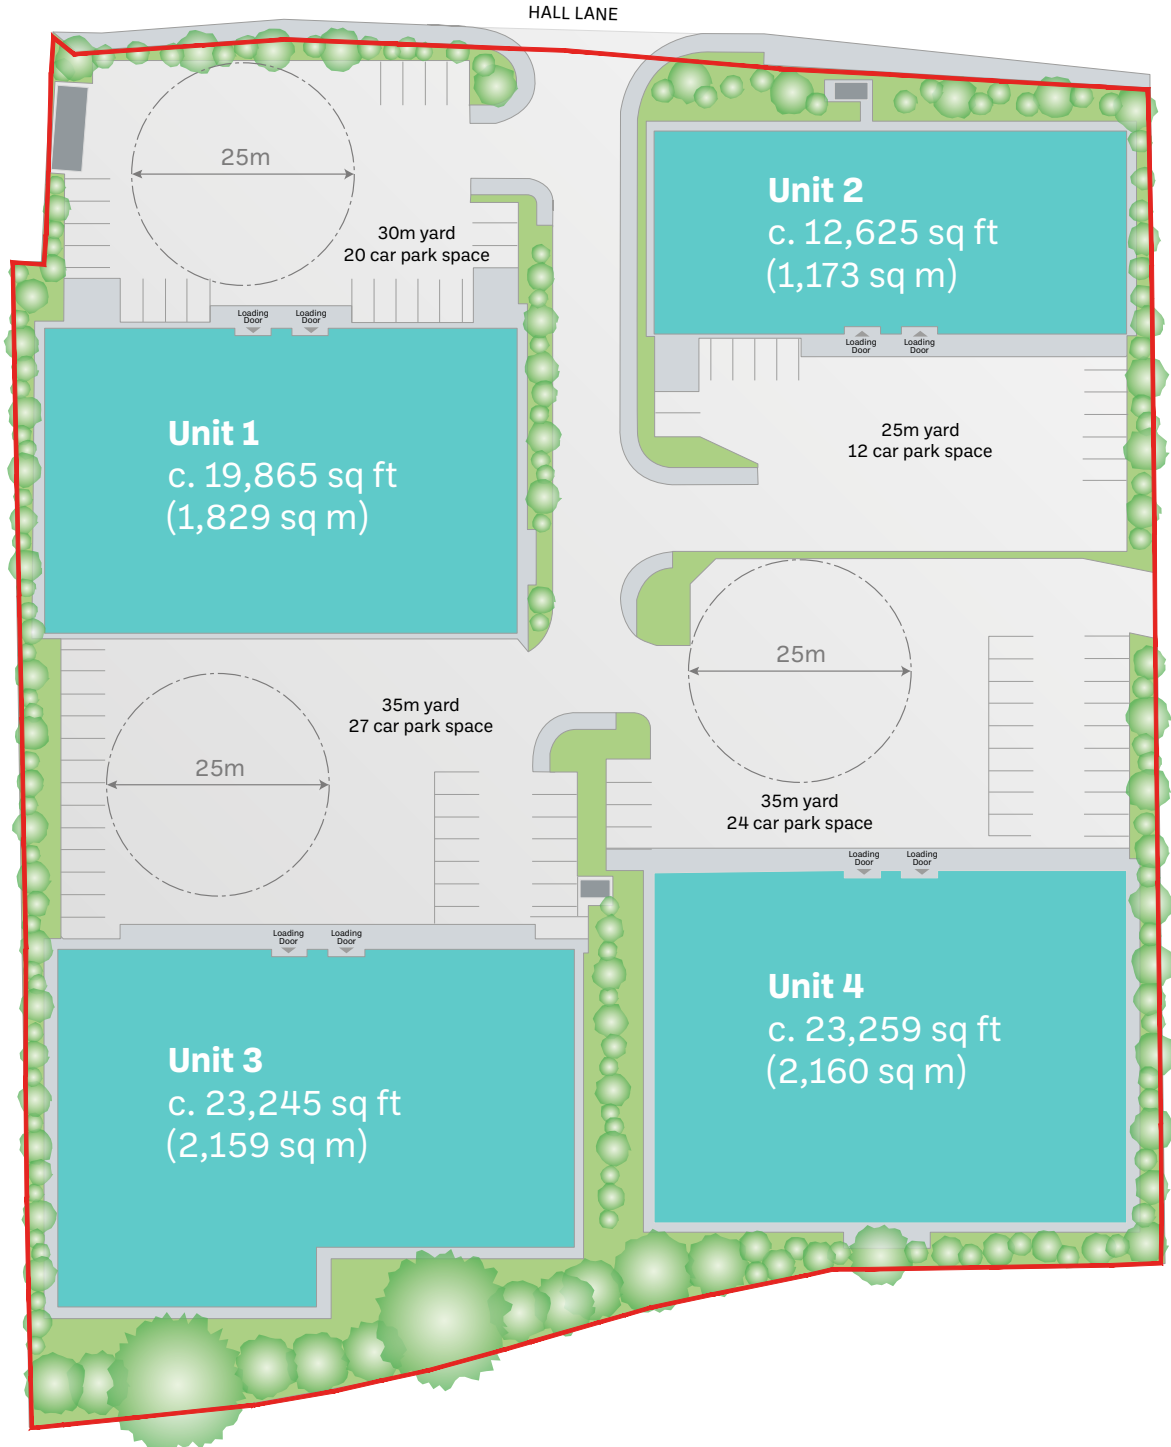 HALL LANE
25m
30m yard
20 car park space
Loading
Door
Loading
Door
Unit 1
c. 19,865 sq ft
(1,829 sq m)
Unit 2
c. 12,625 sq ft
(1,173 sq m)
Loading
Door
Loading
Door
25m yard
12 car park space
35m yard
27 car park space
25m
25m
35m yard
24 car park space
Loading
Door
Loading
Door
Unit 3
c. 23,245 sq ft
(2,159 sq m)
Loading
Door
Loading
Door
Unit 4
c. 23,259 sq ft
(2,160 sq m)